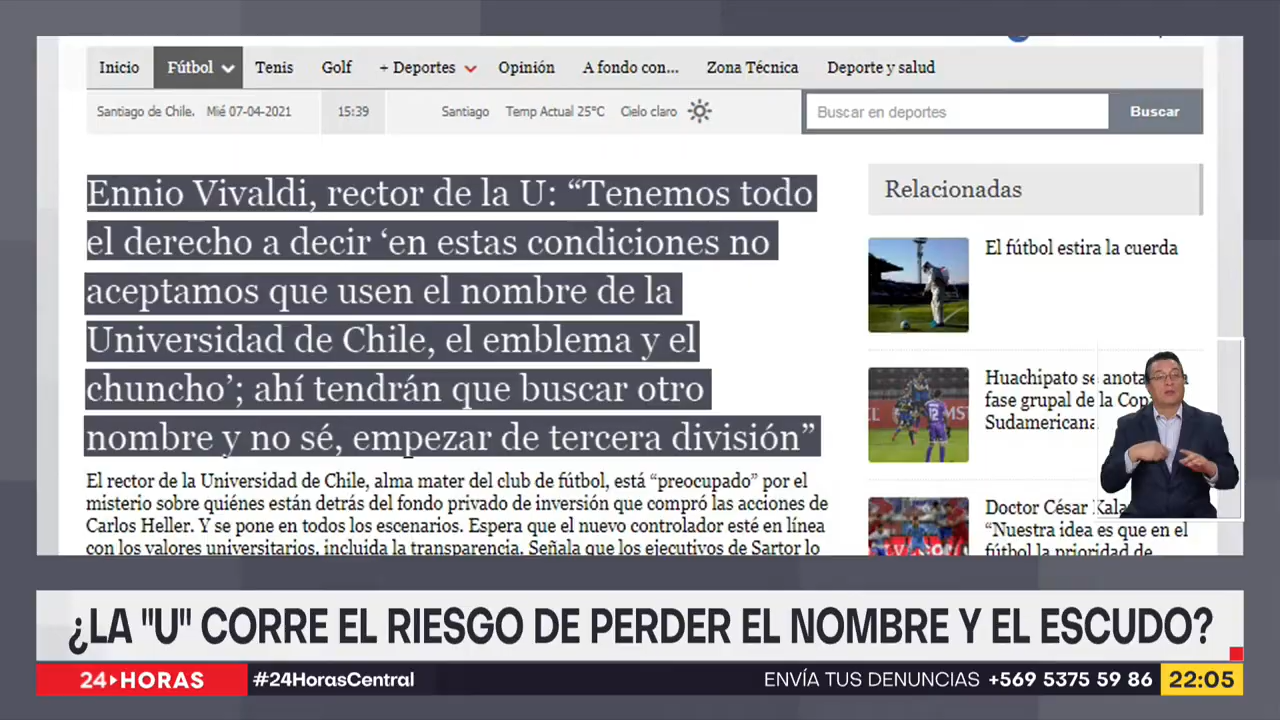 Inicio Fútbol Tenis Golf + Deportes Opinión A fondo con... Zona Técnica Deporte y salud
Santiago de Chile. Mié 07-04-2021 15:39 Santiago Temp Actual 25°C Cielo claro Buscar en deportes Buscar
Ennio Vivaldi, rector de la U: “Tenemos todo
el derecho a decir ‘en estas condiciones no
aceptamos que usen el nombre de la
Universidad de Chile, el emblema y el
chuncho’; ahí tendrán que buscar otro
nombre y no sé, empezar de tercera división”
El rector de la Universidad de Chile, alma mater del club de fútbol, está “preocupado” por el
misterio sobre quiénes están detrás del fondo privado de inversión que compró las acciones de
Carlos Heller. Y se pone en todos los escenarios. Espera que el nuevo controlador esté en línea
con los valores universitarios, incluida la transparencia. Señala que los ejecutivos de Sartor lo
Relacionadas
El fútbol estira la cuerda
Huachipato se
fase grupal de la
Sudamericana
12
Doctor César
“Nuestra idea es que en el
fútbol la prioridad de
¿LA "U" CORRE EL RIESGO DE PERDER EL NOMBRE Y EL ESCUDO?
24 HORAS #24HorasCentral ENVÍA TUS DENUNCIAS +569 5375 59 86 22:05